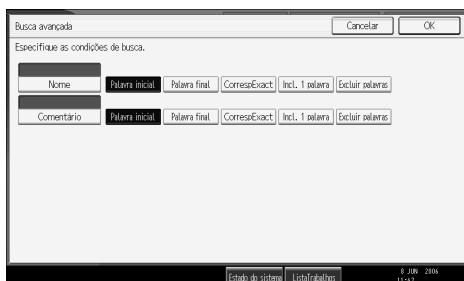 Busca avançada Cancelar OK
Especifique as condições de busca.
Nome Palavra inicial Palavra final CorrespExact Incl. 1 palavra Excluir palavras
Comentário Palavra inicial Palavra final CorrespExact Incl. 1 palavra Excluir palavras
Estado do sistema ListaTrabalhos 8 JUN 2006